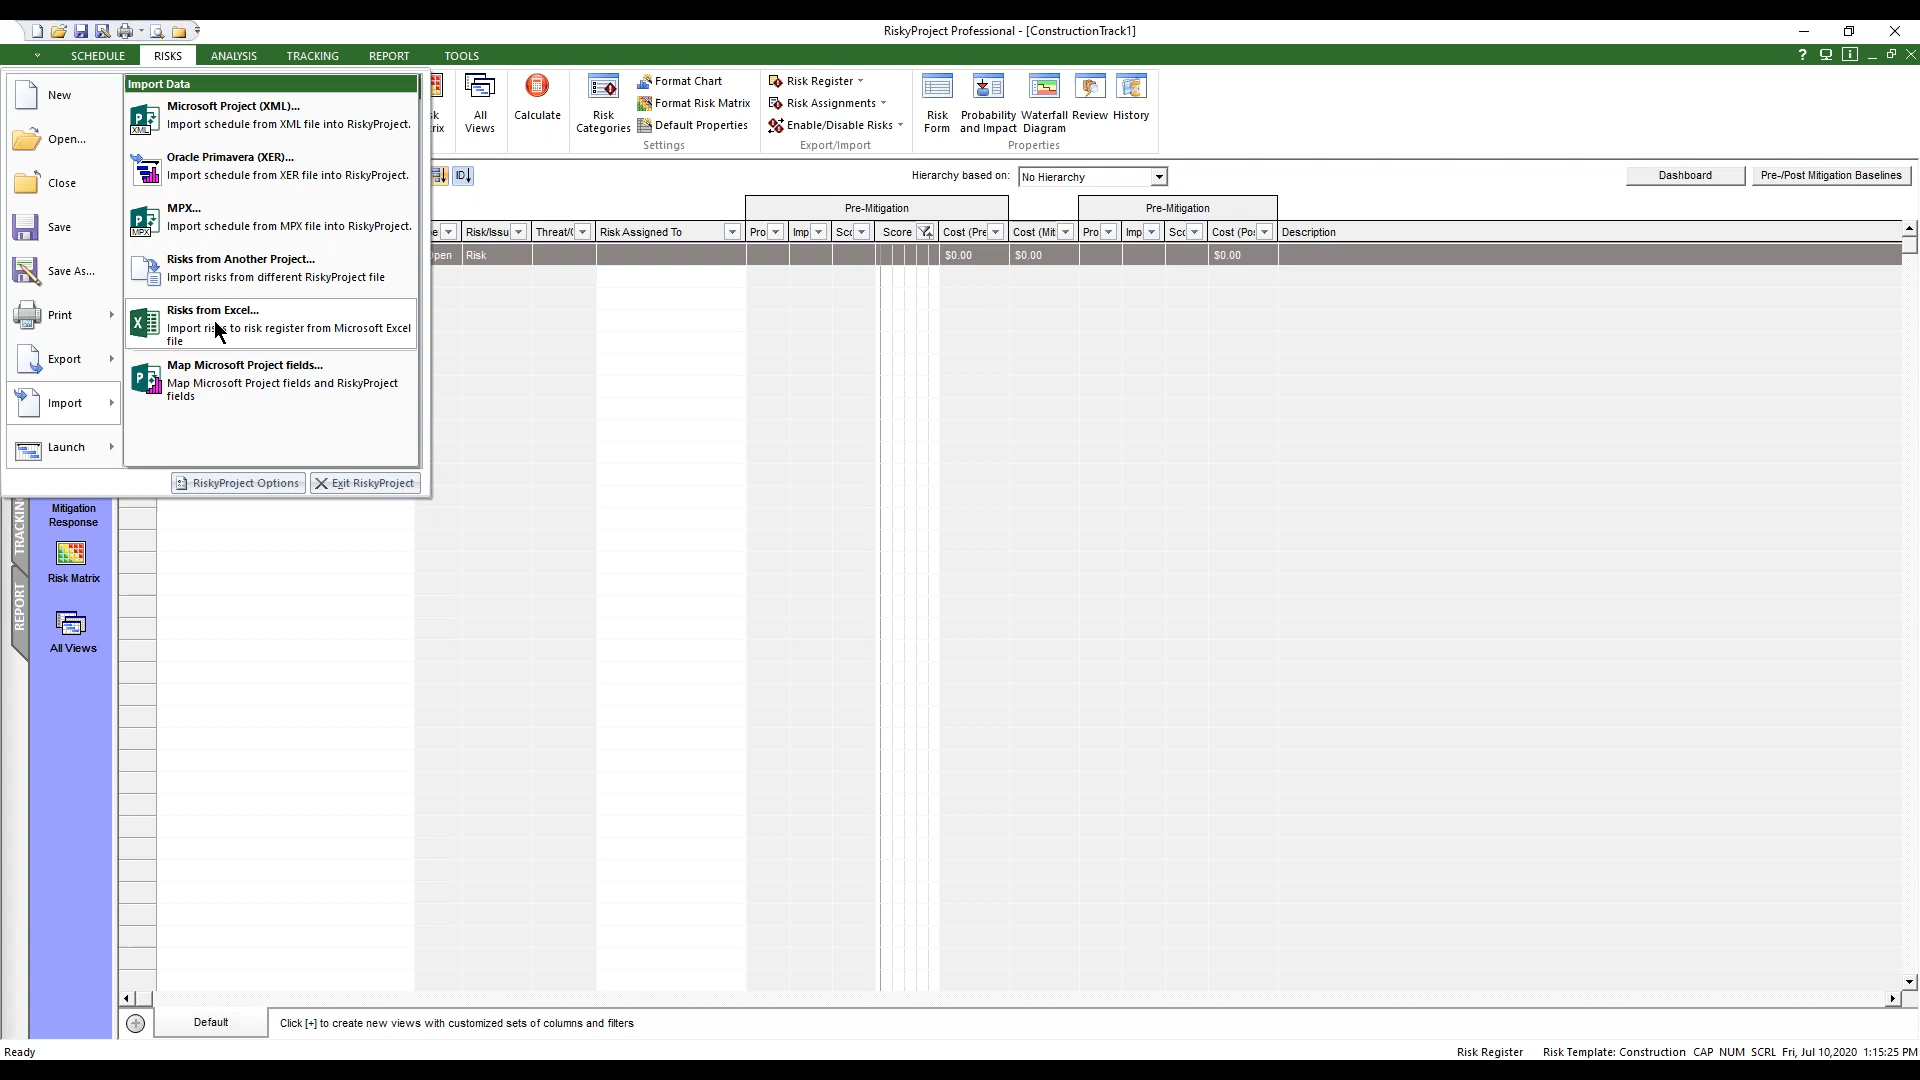 RiskyProject Professional - [ConstructionTrack1]
SCHEDULE RISKS ANALYSIS TRACKING REPORT TOOLS
New
Open...
Close
Save
Save As...
Print
Export
Import
Launch
Import Data
Microsoft Project (XML)...
Import schedule from XML file into RiskyProject.
XML
Oracle Primavera (XER)...
Import schedule from XER file into RiskyProject.
MPX...
Import schedule from MPX file into RiskyProject.
MPX
Risks from Another Project...
Import risks from different RiskyProject file
Risks from Excel...
Import risks to risk register from Microsoft Excel
file
Map Microsoft Project fields...
Map Microsoft Project fields and RiskyProject
fields
RiskyProject Options Exit RiskyProject
All
Views
Calculate
Risk
Categories
Format Chart
Format Risk Matrix
Default Properties
Settings
Risk Register
Risk Assignments
Enable/Disable Risks
Export/Import
Risk
Form
Probability
and Impact
Waterfall
Diagram
Review
History
Properties
ID
Hierarchy based on: No Hierarchy
Dashboard Pre-/Post Mitigation Baselines
Pre-Mitigation Pre-Mitigation
Risk/Issu Threat/( Risk Assigned To Pro Imp Scc Score Cost (Pre Cost (Mit Pro Imp Scc Cost (Po: Description
Open Risk $0.00 $0.00 $0.00
TRACKING
REPORT
Mitigation
Response
Risk Matrix
All Views
Default Click [+] to create new views with customized sets of columns and filters
Ready Risk Register Risk Template: Construction CAP NUM SCRL Fri, Jul 10,2020 1:15:25 PM